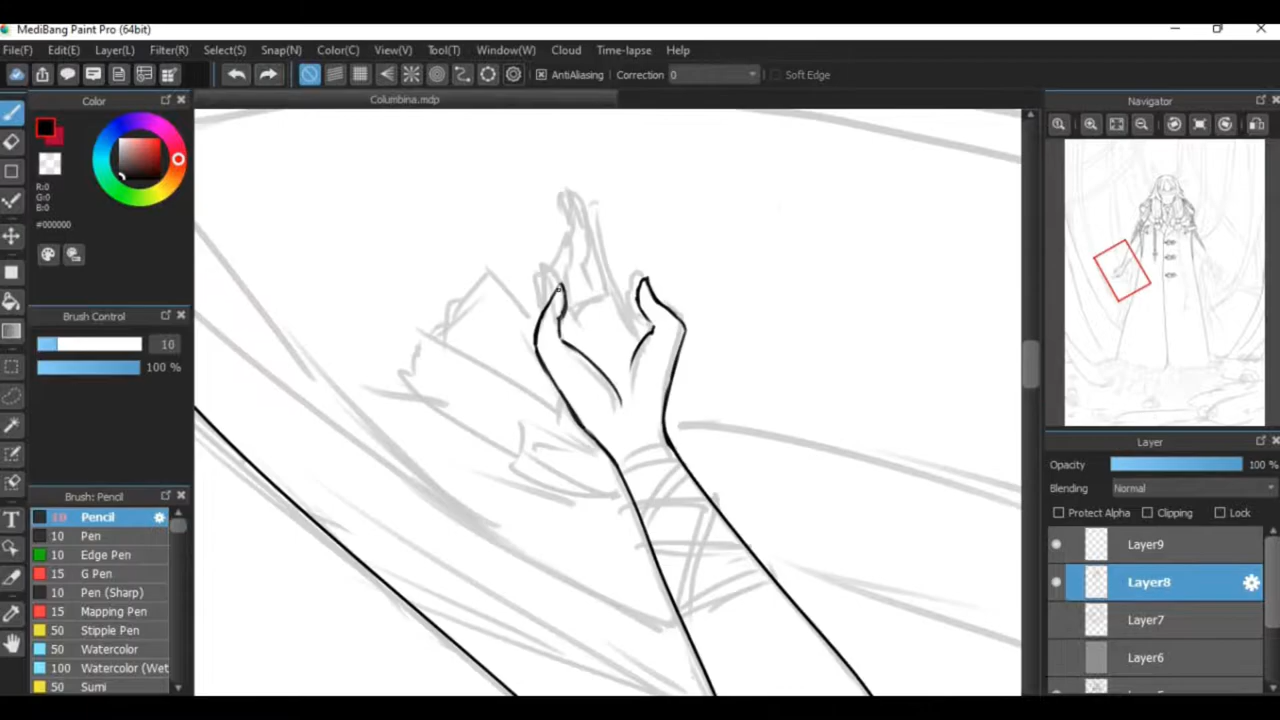 MediBang Paint Pro (64bit)
File(F) Edit(E) Layer(L) Filter(R) Select(S) Snap(N) Color(C) View(V) Tool(T) Window(W) Cloud Time-lapse Help
AntiAliasing Correction 0 Soft Edge
Color
Columbina.mdp
Navigator
R:0
G:0
B:0
#000000
Brush Control
10
100 %
Brush: Pencil
10 Pencil
10 Pen
10 Edge Pen
15 G Pen
10 Pen (Sharp)
15 Mapping Pen
50 Stipple Pen
50 Watercolor
100 Watercolor (Wet
50 Sumi
Layer
Opacity 100 %
Blending Normal
Protect Alpha Clipping Lock
Layer9
Layer8
Layer7
Layer6